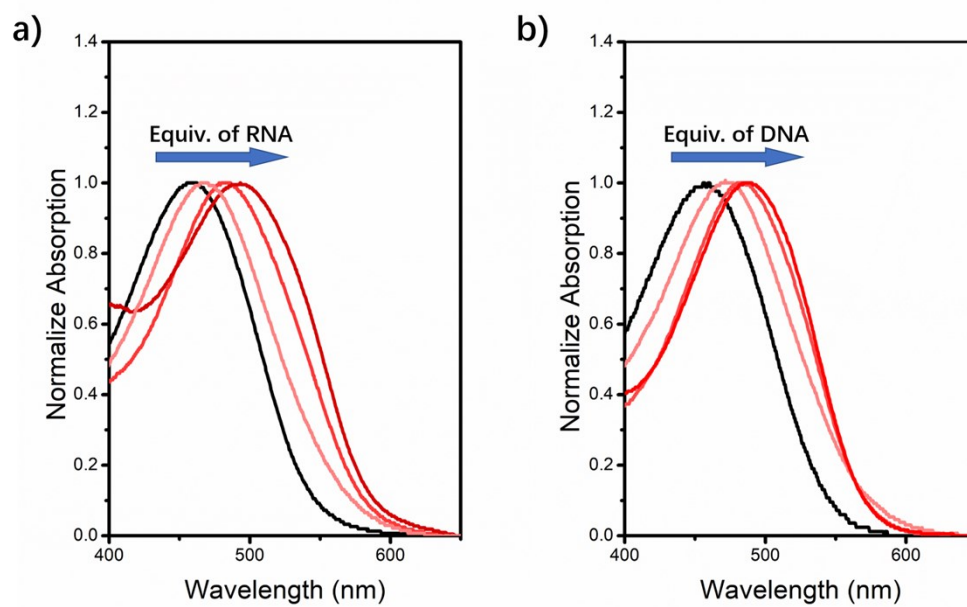 a)
1.4
1.2
Equiv. of RNA
1.0
0.8
0.6
0.4
0.2
0.0
400
500
600
Normalize Absorption
Wavelength (nm)
b)
1.4
1.2
Equiv. of DNA
1.0
0.8
0.6
0.4
0.2
0.0
400
500
600
Normalize Absorption
Wavelength (nm)